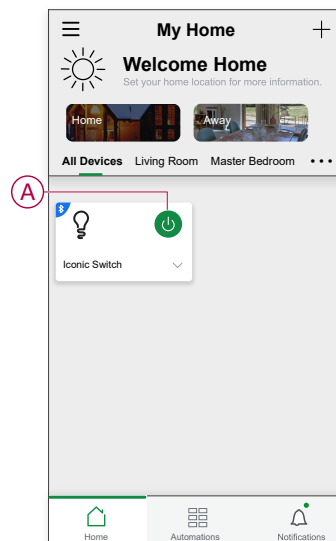 My Home
Welcome Home
Set your home location for more information.
Home Away
All Devices Living Room Master Bedroom
A
Iconic Switch
Home Automations Notifications